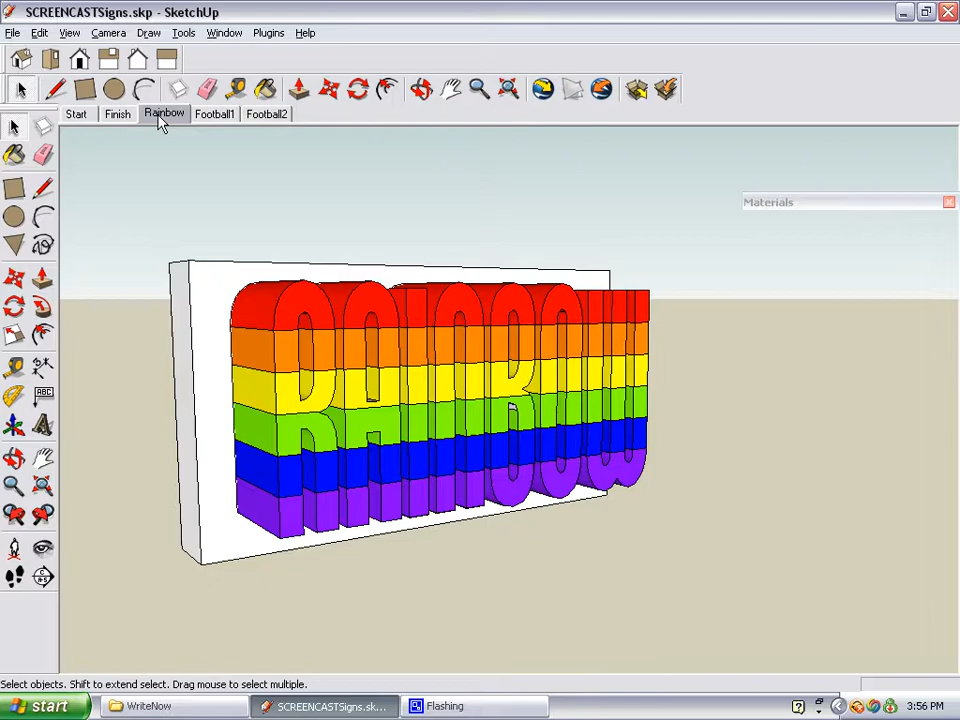 SCREENCASTSigns.skp - SketchUp
File Edit View Camera Draw Tools Window Plugins Help
Start Finish Rainbow Football1 Football2
Materials
RAINBOW
ABC
Select objects. Shift to extend select. Drag mouse to select multiple.
start WriteNow SCREENCASTSigns.sk... Flashing 3:56 PM